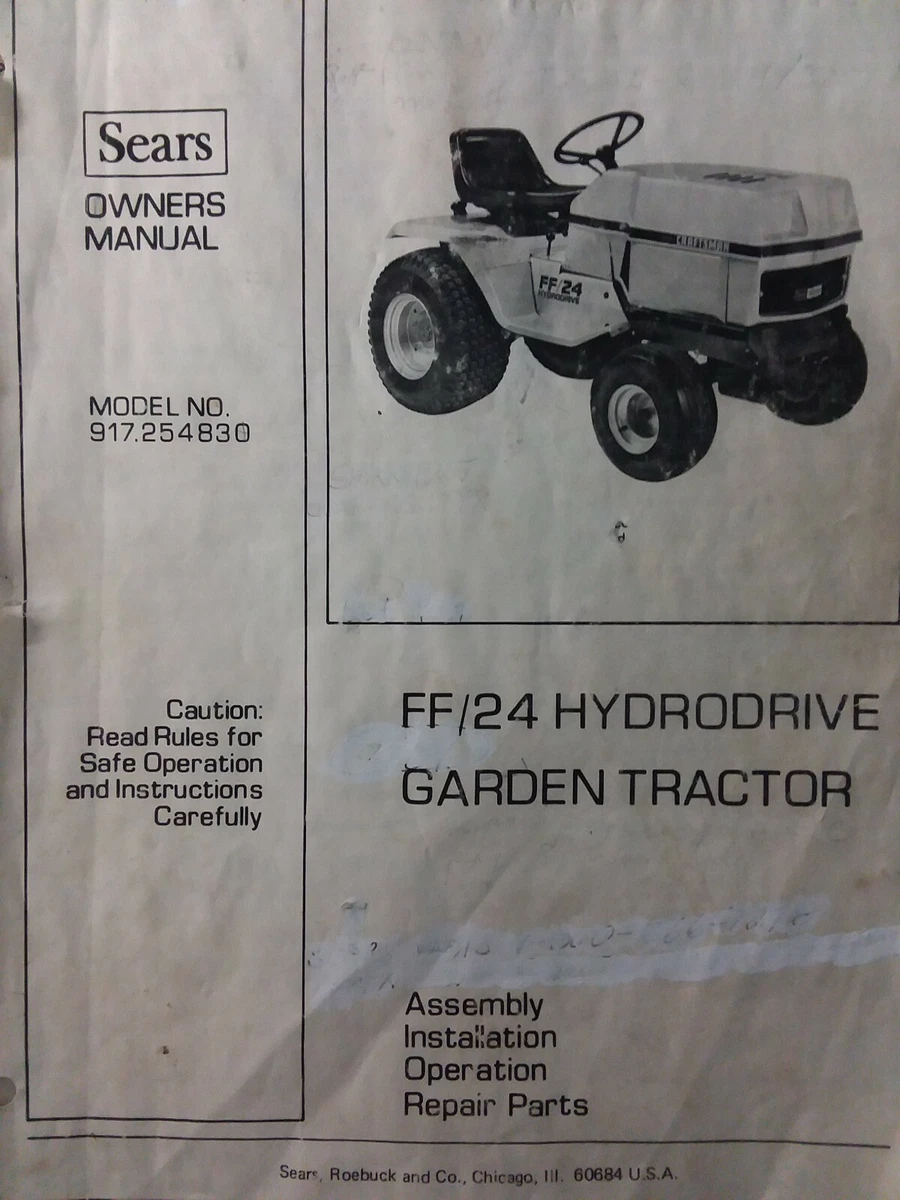 Sears
OWNERS
MANUAL
MODEL NO.
917.254830
Caution:
Read Rules for
Safe Operation
and Instructions
Carefully
CRAFTSMAN
FF/24
HYDRODRIVE
FF/24 HYDRODRIVE
GARDEN TRACTOR
Assembly
Installation
Operation
Repair Parts
Sears, Roebuck and Co., Chicago, Ill. 60684 U.S.A.